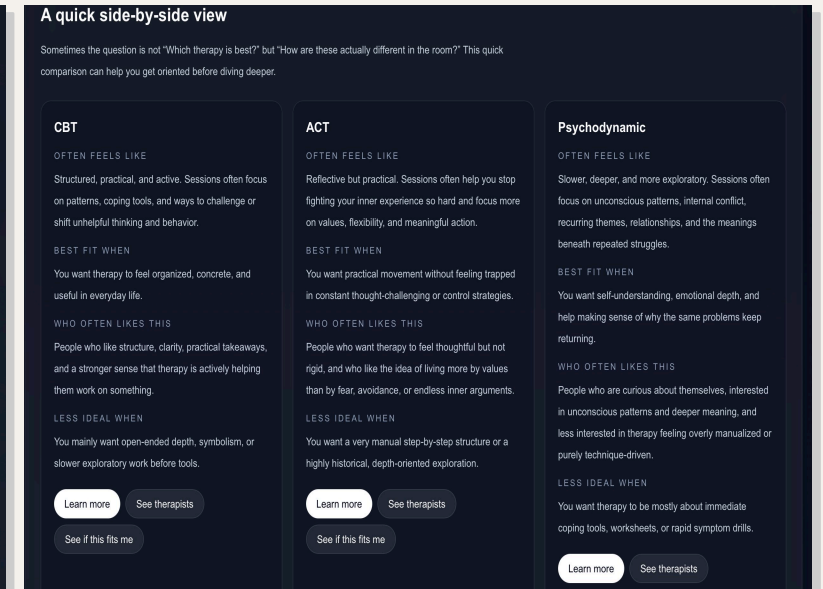 A quick side-by-side view
Sometimes the question is not “Which therapy is best?” but “How are these actually different in the room?” This quick
comparison can help you get oriented before diving deeper.
CBT
OFTEN FEELS LIKE
Structured, practical, and active. Sessions often focus
on patterns, coping tools, and ways to challenge or
shift unhelpful thinking and behavior.
BEST FIT WHEN
You want therapy to feel organized, concrete, and
useful in everyday life.
WHO OFTEN LIKES THIS
People who like structure, clarity, practical takeaways,
and a stronger sense that therapy is actively helping
them work on something.
LESS IDEAL WHEN
You mainly want open-ended depth, symbolism, or
slower exploratory work before tools.
Learn more
See therapists
See if this fits me
ACT
OFTEN FEELS LIKE
Reflective but practical. Sessions often help you stop
fighting your inner experience so hard and focus more
on values, flexibility, and meaningful action.
BEST FIT WHEN
You want practical movement without feeling trapped
in constant thought-challenging or control strategies.
WHO OFTEN LIKES THIS
People who want therapy to feel thoughtful but not
rigid, and who like the idea of living more by values
than by fear, avoidance, or endless inner arguments.
LESS IDEAL WHEN
You want a very manual step-by-step structure or a
highly historical, depth-oriented exploration.
Learn more
See therapists
See if this fits me
Psychodynamic
OFTEN FEELS LIKE
Slower, deeper, and more exploratory. Sessions often
focus on unconscious patterns, internal conflict,
recurring themes, relationships, and the meanings
beneath repeated struggles.
BEST FIT WHEN
You want self-understanding, emotional depth, and
help making sense of why the same problems keep
returning.
WHO OFTEN LIKES THIS
People who are curious about themselves, interested
in unconscious patterns and deeper meaning, and
less interested in therapy feeling overly manualized or
purely technique-driven.
LESS IDEAL WHEN
You want therapy to be mostly about immediate
coping tools, worksheets, or rapid symptom drills.
Learn more
See therapists